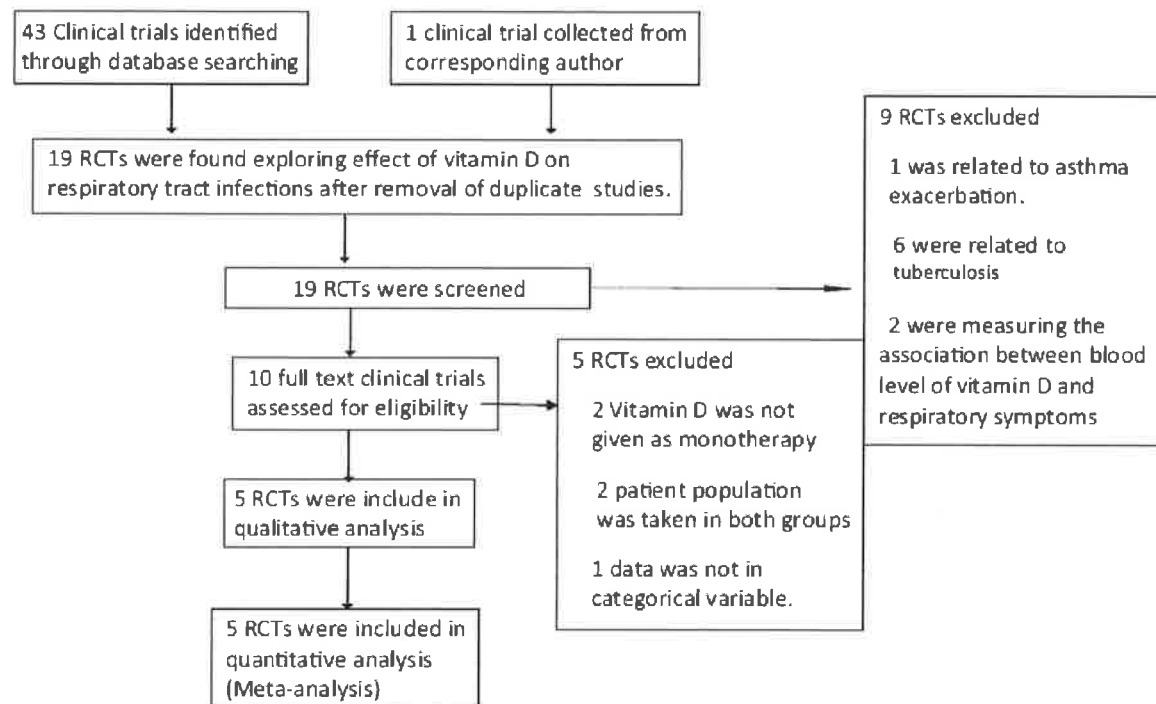 43 Clinical trials identified
through database searching
1 clinical trial collected from
corresponding author
19 RCTs were found exploring effect of vitamin D on
respiratory tract infections after removal of duplicate studies.
19 RCTs were screened
9 RCTs excluded
1 was related to asthma
exacerbation.
6 were related to
tuberculosis
2 were measuring the
association between blood
level of vitamin D and
respiratory symptoms
10 full text clinical trials
assessed for eligibility
5 RCTs excluded
2 Vitamin D was not
given as monotherapy
2 patient population
was taken in both groups
1 data was not in
categorical variable.
5 RCTs were include in
qualitative analysis
5 RCTs were included in
quantitative analysis
(Meta-analysis)